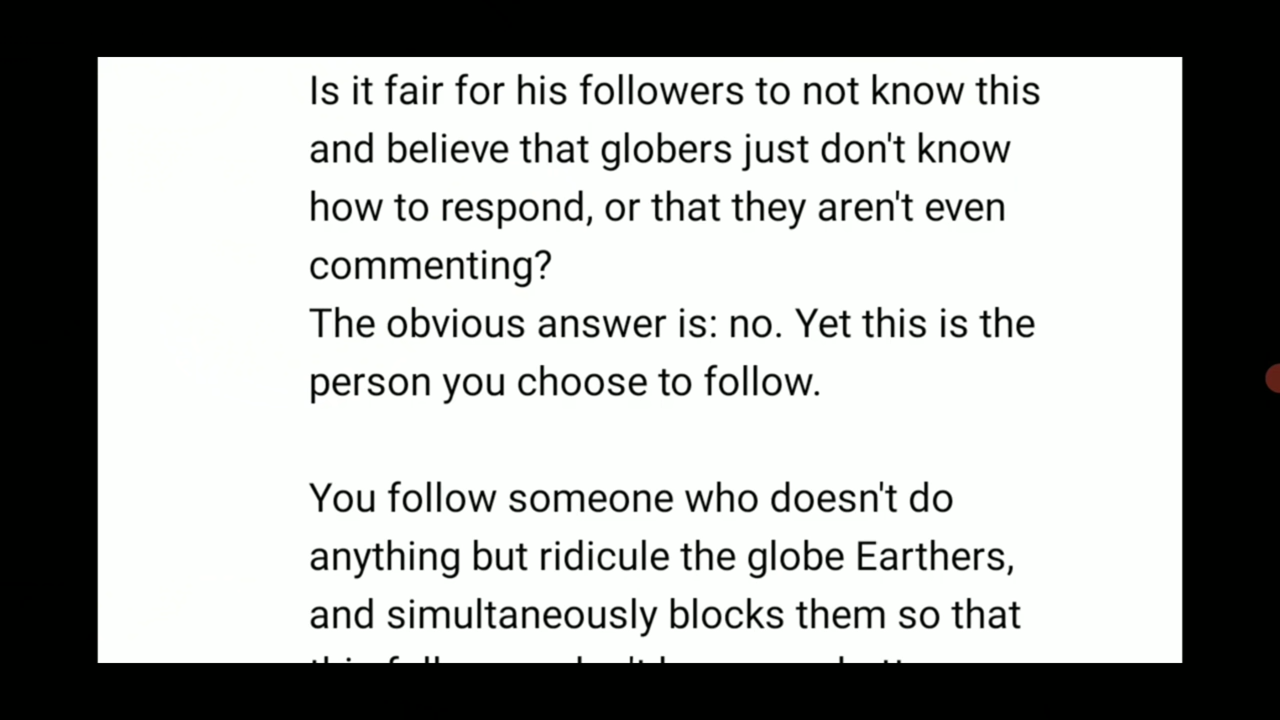 Is it fair for his followers to not know this
and believe that globers just don't know
how to respond, or that they aren't even
commenting?
The obvious answer is: no. Yet this is the
person you choose to follow.
You follow someone who doesn't do
anything but ridicule the globe Earthers,
and simultaneously blocks them so that